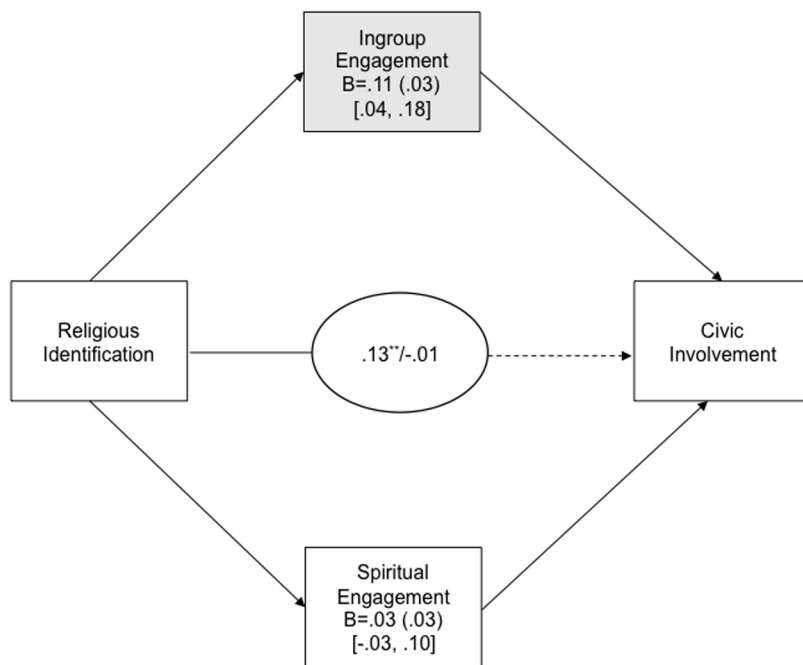 Ingroup
Engagement
B=.11 (.03)
[.04, .18]
Religious
Identification
.13**/-.01
Civic
Involvement
Spiritual
Engagement
B=.03 (.03)
[-.03, .10]